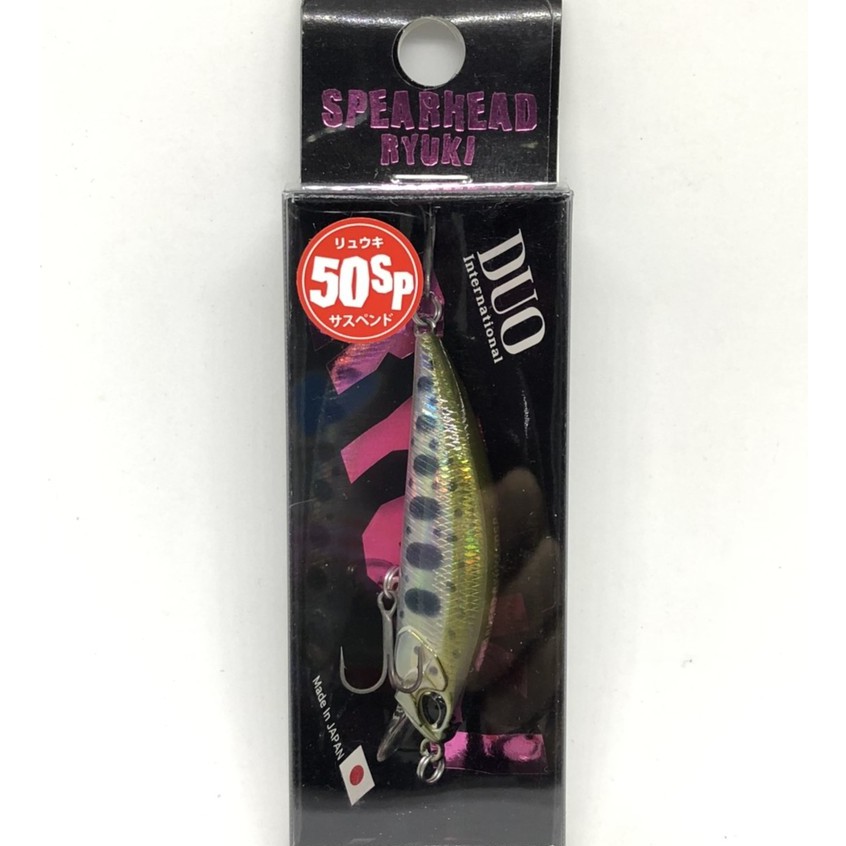 SPEARHEAD
RYUKI
リュウキ
50SP
サスペンド
DUO
International
Made in JAPAN